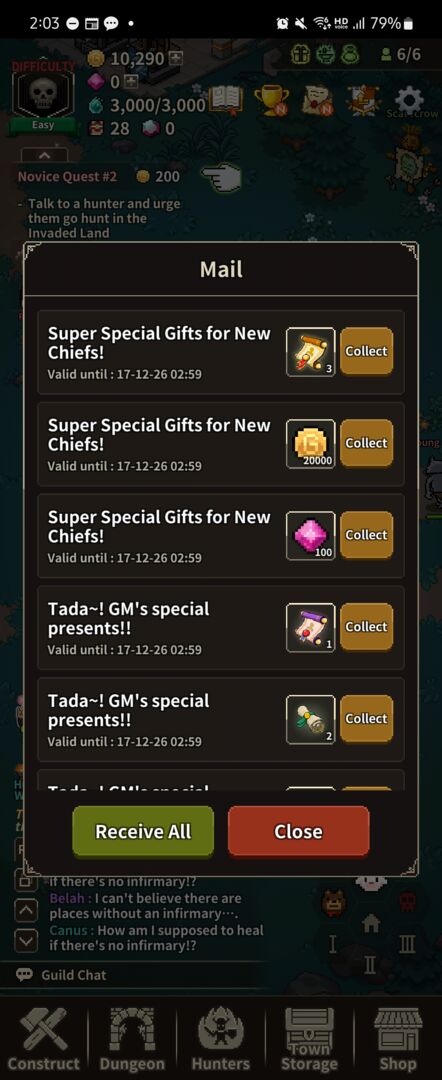 2:03
HD
voice
79%
DIFFICULTY
10,290
6/6
0
3,000/3,000
Easy
28
0
Novice Quest #2
200
- Talk to a hunter and urge
them go hunt in the
Invaded Land
Mail
Super Special Gifts for New
Chiefs!
Valid until : 17-12-26 02:59
3
Collect
Super Special Gifts for New
Chiefs!
Valid until : 17-12-26 02:59
20000
Collect
Super Special Gifts for New
Chiefs!
Valid until : 17-12-26 02:59
100
Collect
Tada~! GM's special
presents!!
Valid until : 17-12-26 02:59
1
Collect
Tada~! GM's special
presents!!
Valid until : 17-12-26 02:59
2
Collect
Tada~! GM's special
Receive All
Close
if there's no infirmary!?
Belah : I can't believe there are
places without an infirmary….
Canus : How am I supposed to heal
if there's no infirmary!?
I
II
III
Guild Chat
Construct
Dungeon
Hunters
Town
Storage
Shop